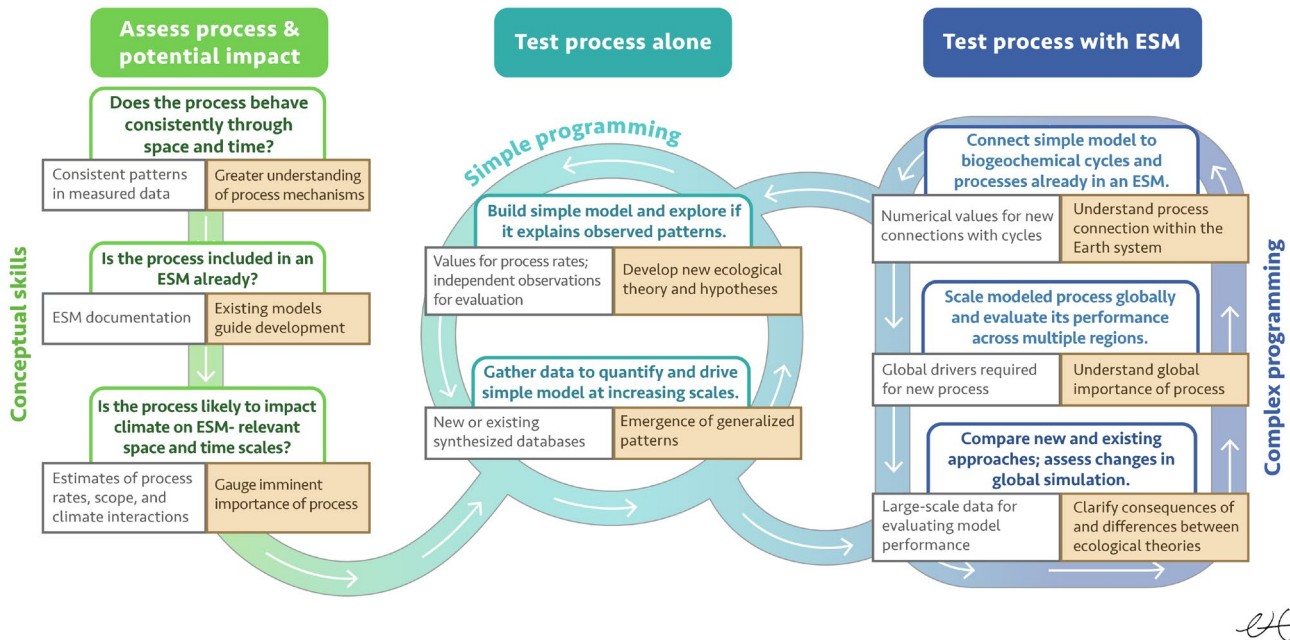 Assess process &
potential impact
Does the process behave
consistently through
space and time?
Consistent patterns
in measured data
Greater understanding
of process mechanisms
Is the process included in an
ESM already?
ESM documentation
Existing models
guide development
Is the process likely to impact
climate on ESM- relevant
space and time scales?
Estimates of process
rates, scope, and
climate interactions
Gauge imminent
importance of process
Conceptual skills
Test process alone
Simple programming
Build simple model and explore if
it explains observed patterns.
Values for process rates;
independent observations
for evaluation
Develop new ecological
theory and hypotheses
Gather data to quantify and drive
simple model at increasing scales.
New or existing
synthesized databases
Emergence of generalized
patterns
Test process with ESM
Connect simple model to
biogeochemical cycles and
processes already in an ESM.
Numerical values for new
connections with cycles
Understand process
connection within the
Earth system
Scale modeled process globally
and evaluate its performance
across multiple regions.
Global drivers required
for new process
Understand global
importance of process
Compare new and existing
approaches; assess changes in
global simulation.
Large-scale data for
evaluating model
performance
Clarify consequences of
and differences between
ecological theories
Complex programming